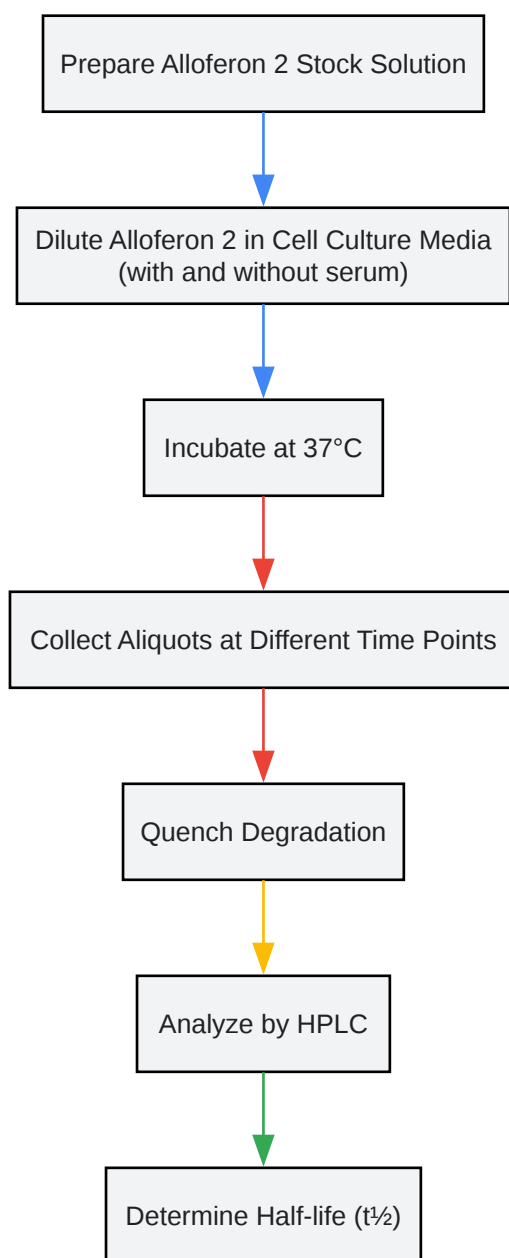 Prepare Alloferon 2 Stock Solution
Dilute Alloferon 2 in Cell Culture Media
(with and without serum)
Incubate at 37°C
Collect Aliquots at Different Time Points
Quench Degradation
Analyze by HPLC
Determine Half-life (t½)